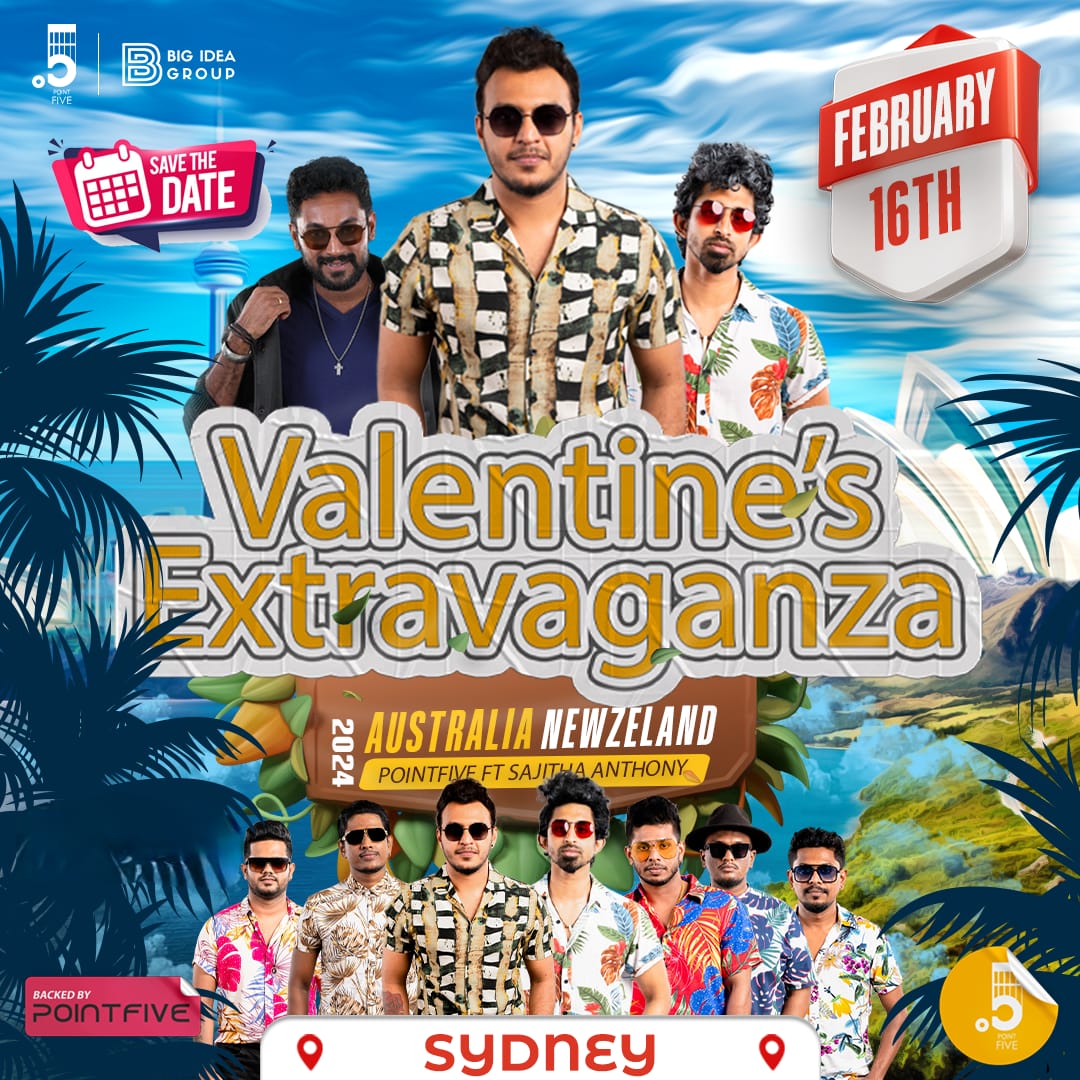 .5
POINT
FIVE
BIG IDEA
GROUP
SAVE THE
DATE
FEBRUARY
16TH
Valentine's
Extravaganza
2024
AUSTRALIA NEWZELAND
POINTFIVE FT SAJITHA ANTHONY
BACKED BY
POINTFIVE
.5
POINT
FIVE
SYDNEY